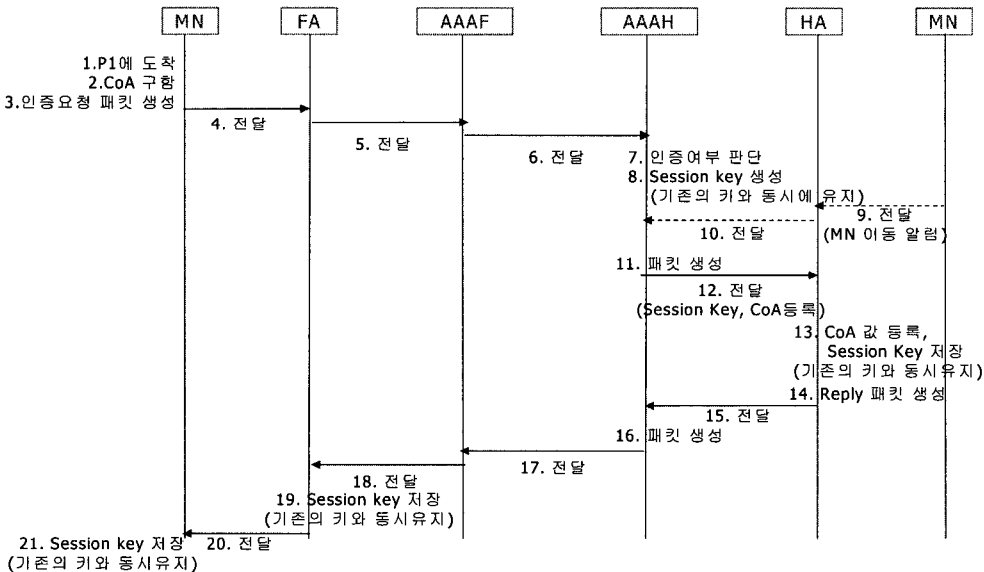 MN FA AAAF AAAH HA MN
1.P1에 도착
2.CoA 구함
3.인증요청 패킷 생성
4. 전달
5. 전달
6. 전달
7. 인증여부 판단
8. Session key 생성
(기존의 키와 동시에 유지)
9. 전달
(MN 이동 알림)
10. 전달
11. 패킷 생성
12. 전달
(Session Key, CoA등록)
13. CoA 값 등록,
Session Key 저장
(기존의 키와 동시유지)
14. Reply 패킷 생성
15. 전달
16. 패킷 생성
17. 전달
18. 전달
19. Session key 저장
(기존의 키와 동시유지)
20. 전달
21. Session key 저장
(기존의 키와 동시유지)